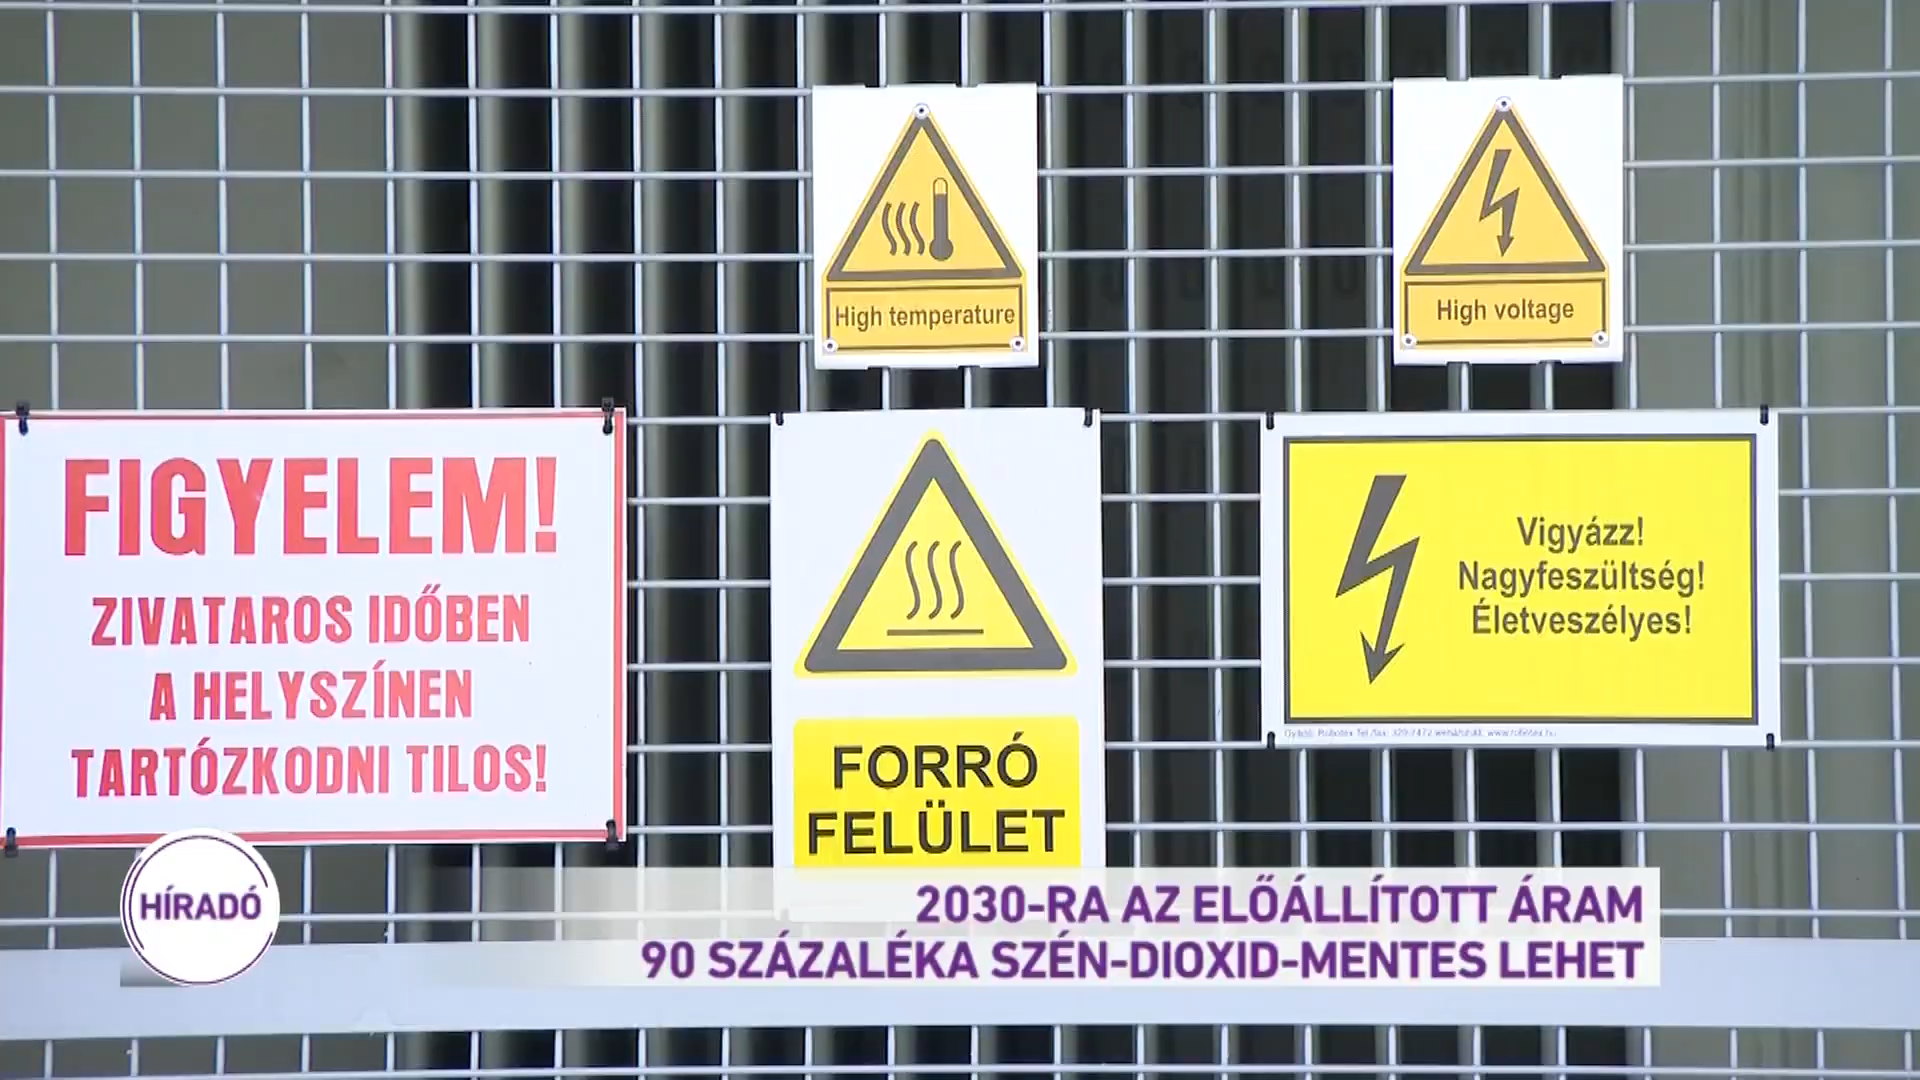 High temperature
High voltage
FIGYELEM!
ZIVATAROS IDŐBEN
A HELYSZÍNEN
TARTÓZKODNI TILOS!
FORRÓ
FELÜLET
Vigyázz!
Nagyfeszültség!
Életveszélyes!
HÍRADÓ
2030-RA AZ ELŐÁLLÍTOTT ÁRAM
90 SZÁZALÉKA SZÉN-DIOXID-MENTES LEHET